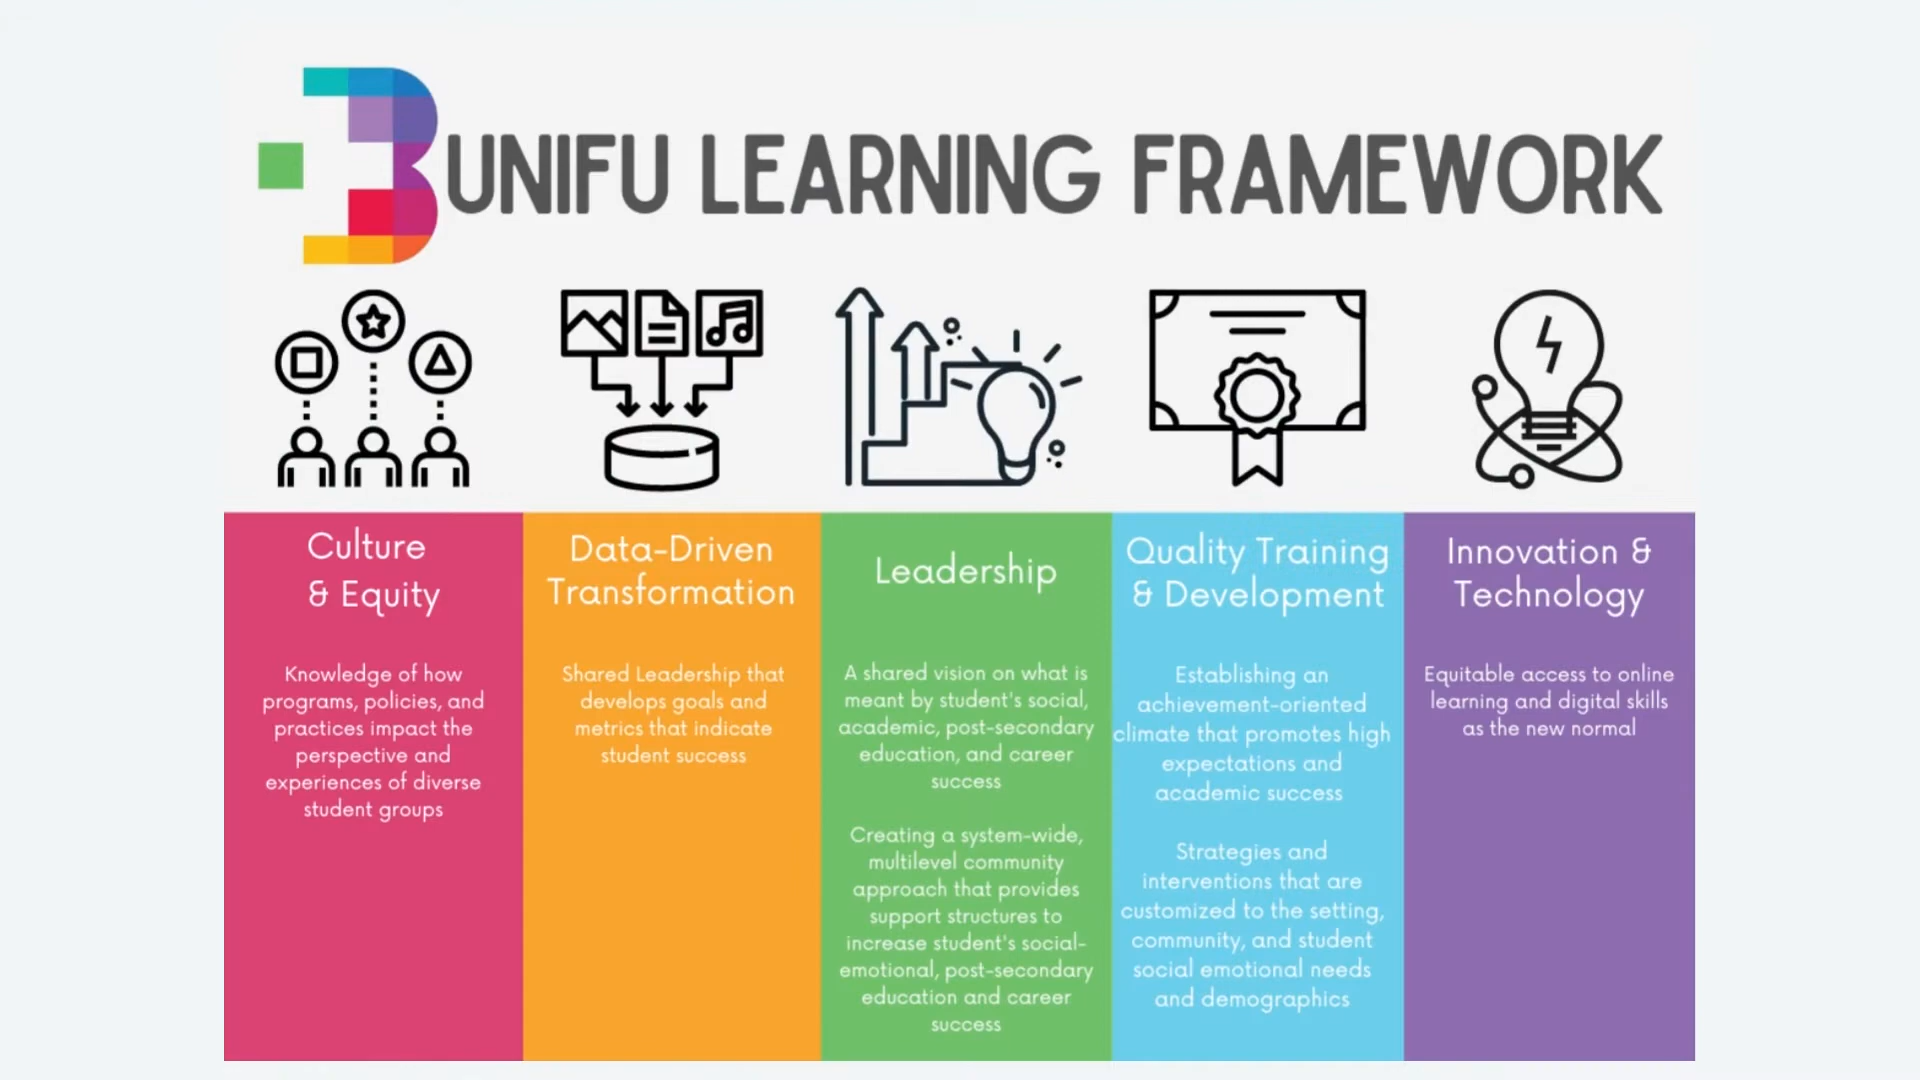 BUNIFU LEARNING FRAMEWORK
Culture
& Equity
Knowledge of how
programs, policies, and
practices impact the
perspective and
experiences of diverse
student groups
Data-Driven
Transformation
Shared Leadership that
develops goals and
metrics that indicate
student success
Leadership
A shared vision on what is
meant by student's social,
academic, post-secondary
education, and career
success
Creating a system-wide,
multilevel community
approach that provides
support structures to
increase student's social-
emotional, post-secondary
education and career
success
Quality Training
& Development
Establishing an
achievement-oriented
climate that promotes high
expectations and
academic success
Strategies and
interventions that are
customized to the setting,
community, and student
social emotional needs
and demographics
Innovation &
Technology
Equitable access to online
learning and digital skills
as the new normal